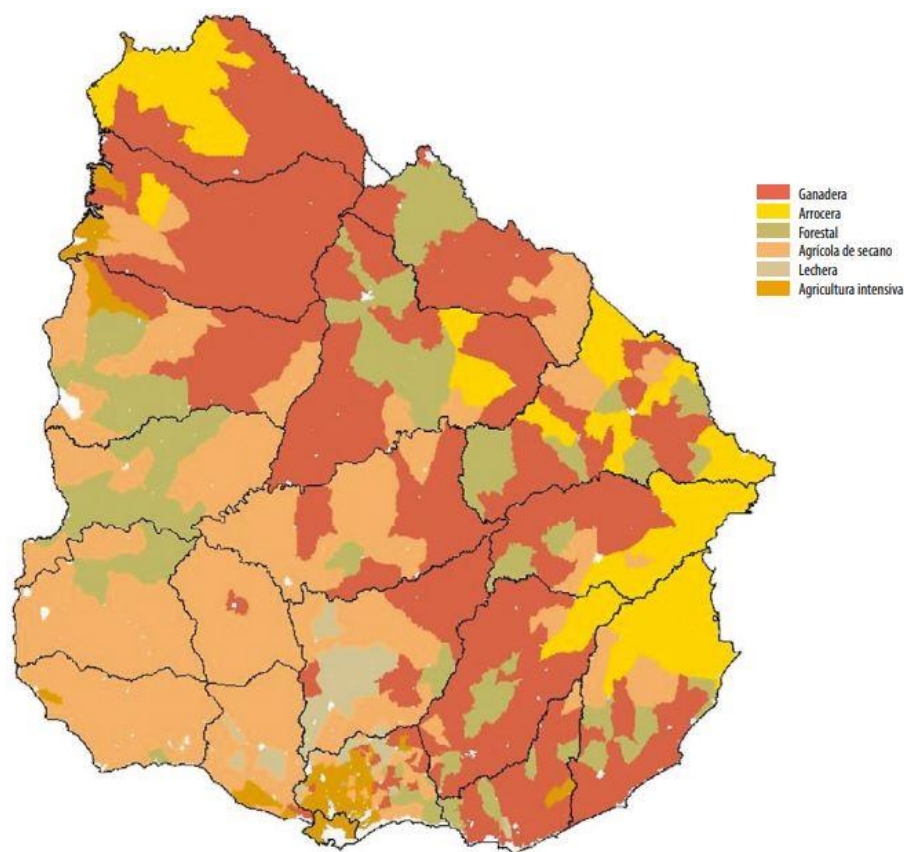 Ganadera
Arrocera
Forestal
Agrícola de secano
Lechera
Agricultura intensiva